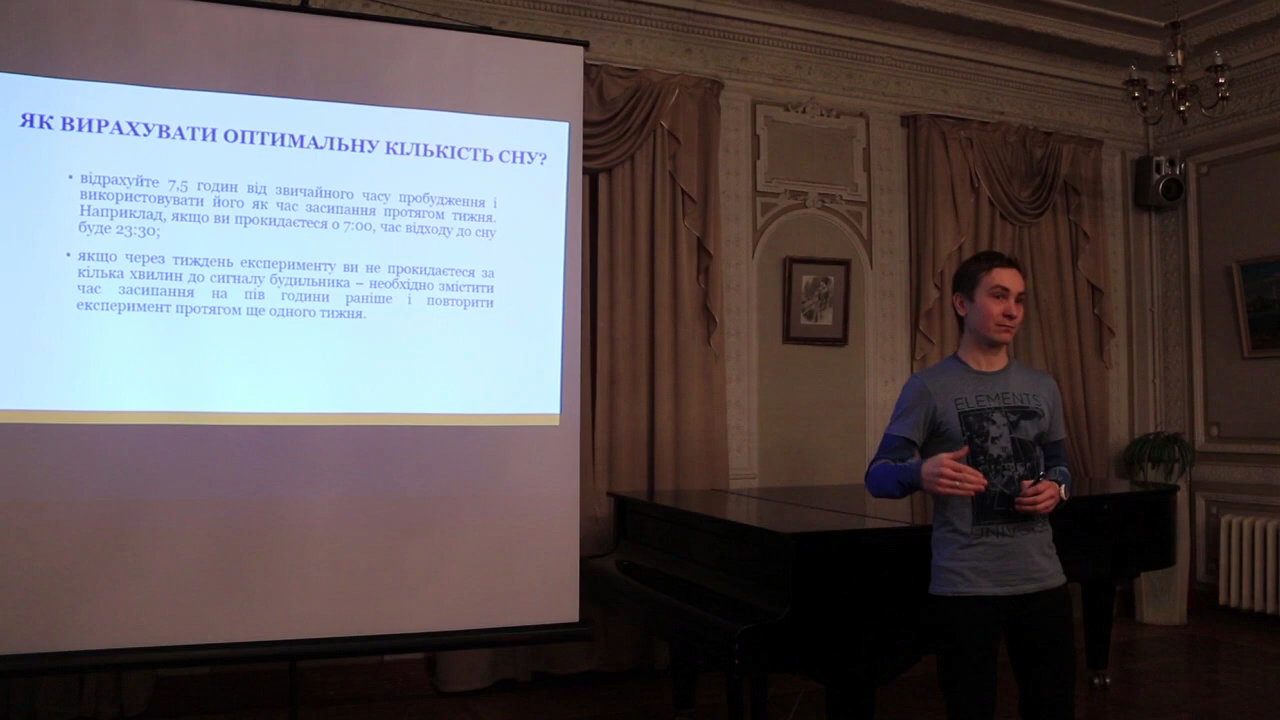 ЯК ВИРАХУВАТИ ОПТИМАЛЬНУ КІЛЬКІСТЬ СНУ?
• відрахуйте 7,5 годин від звичайного часу пробудження і
використовувати його як час засипання протягом тижня.
Наприклад, якщо ви прокидаєтеся о 7:00, час відходу до сну
буде 23:30;
• якщо через тиждень експерименту ви не прокидаєтеся за
кілька хвилин до сигналу будильника – необхідно змістити
час засипання на пів години раніше і повторити
експеримент протягом ще одного тижня.
ELEMENTS